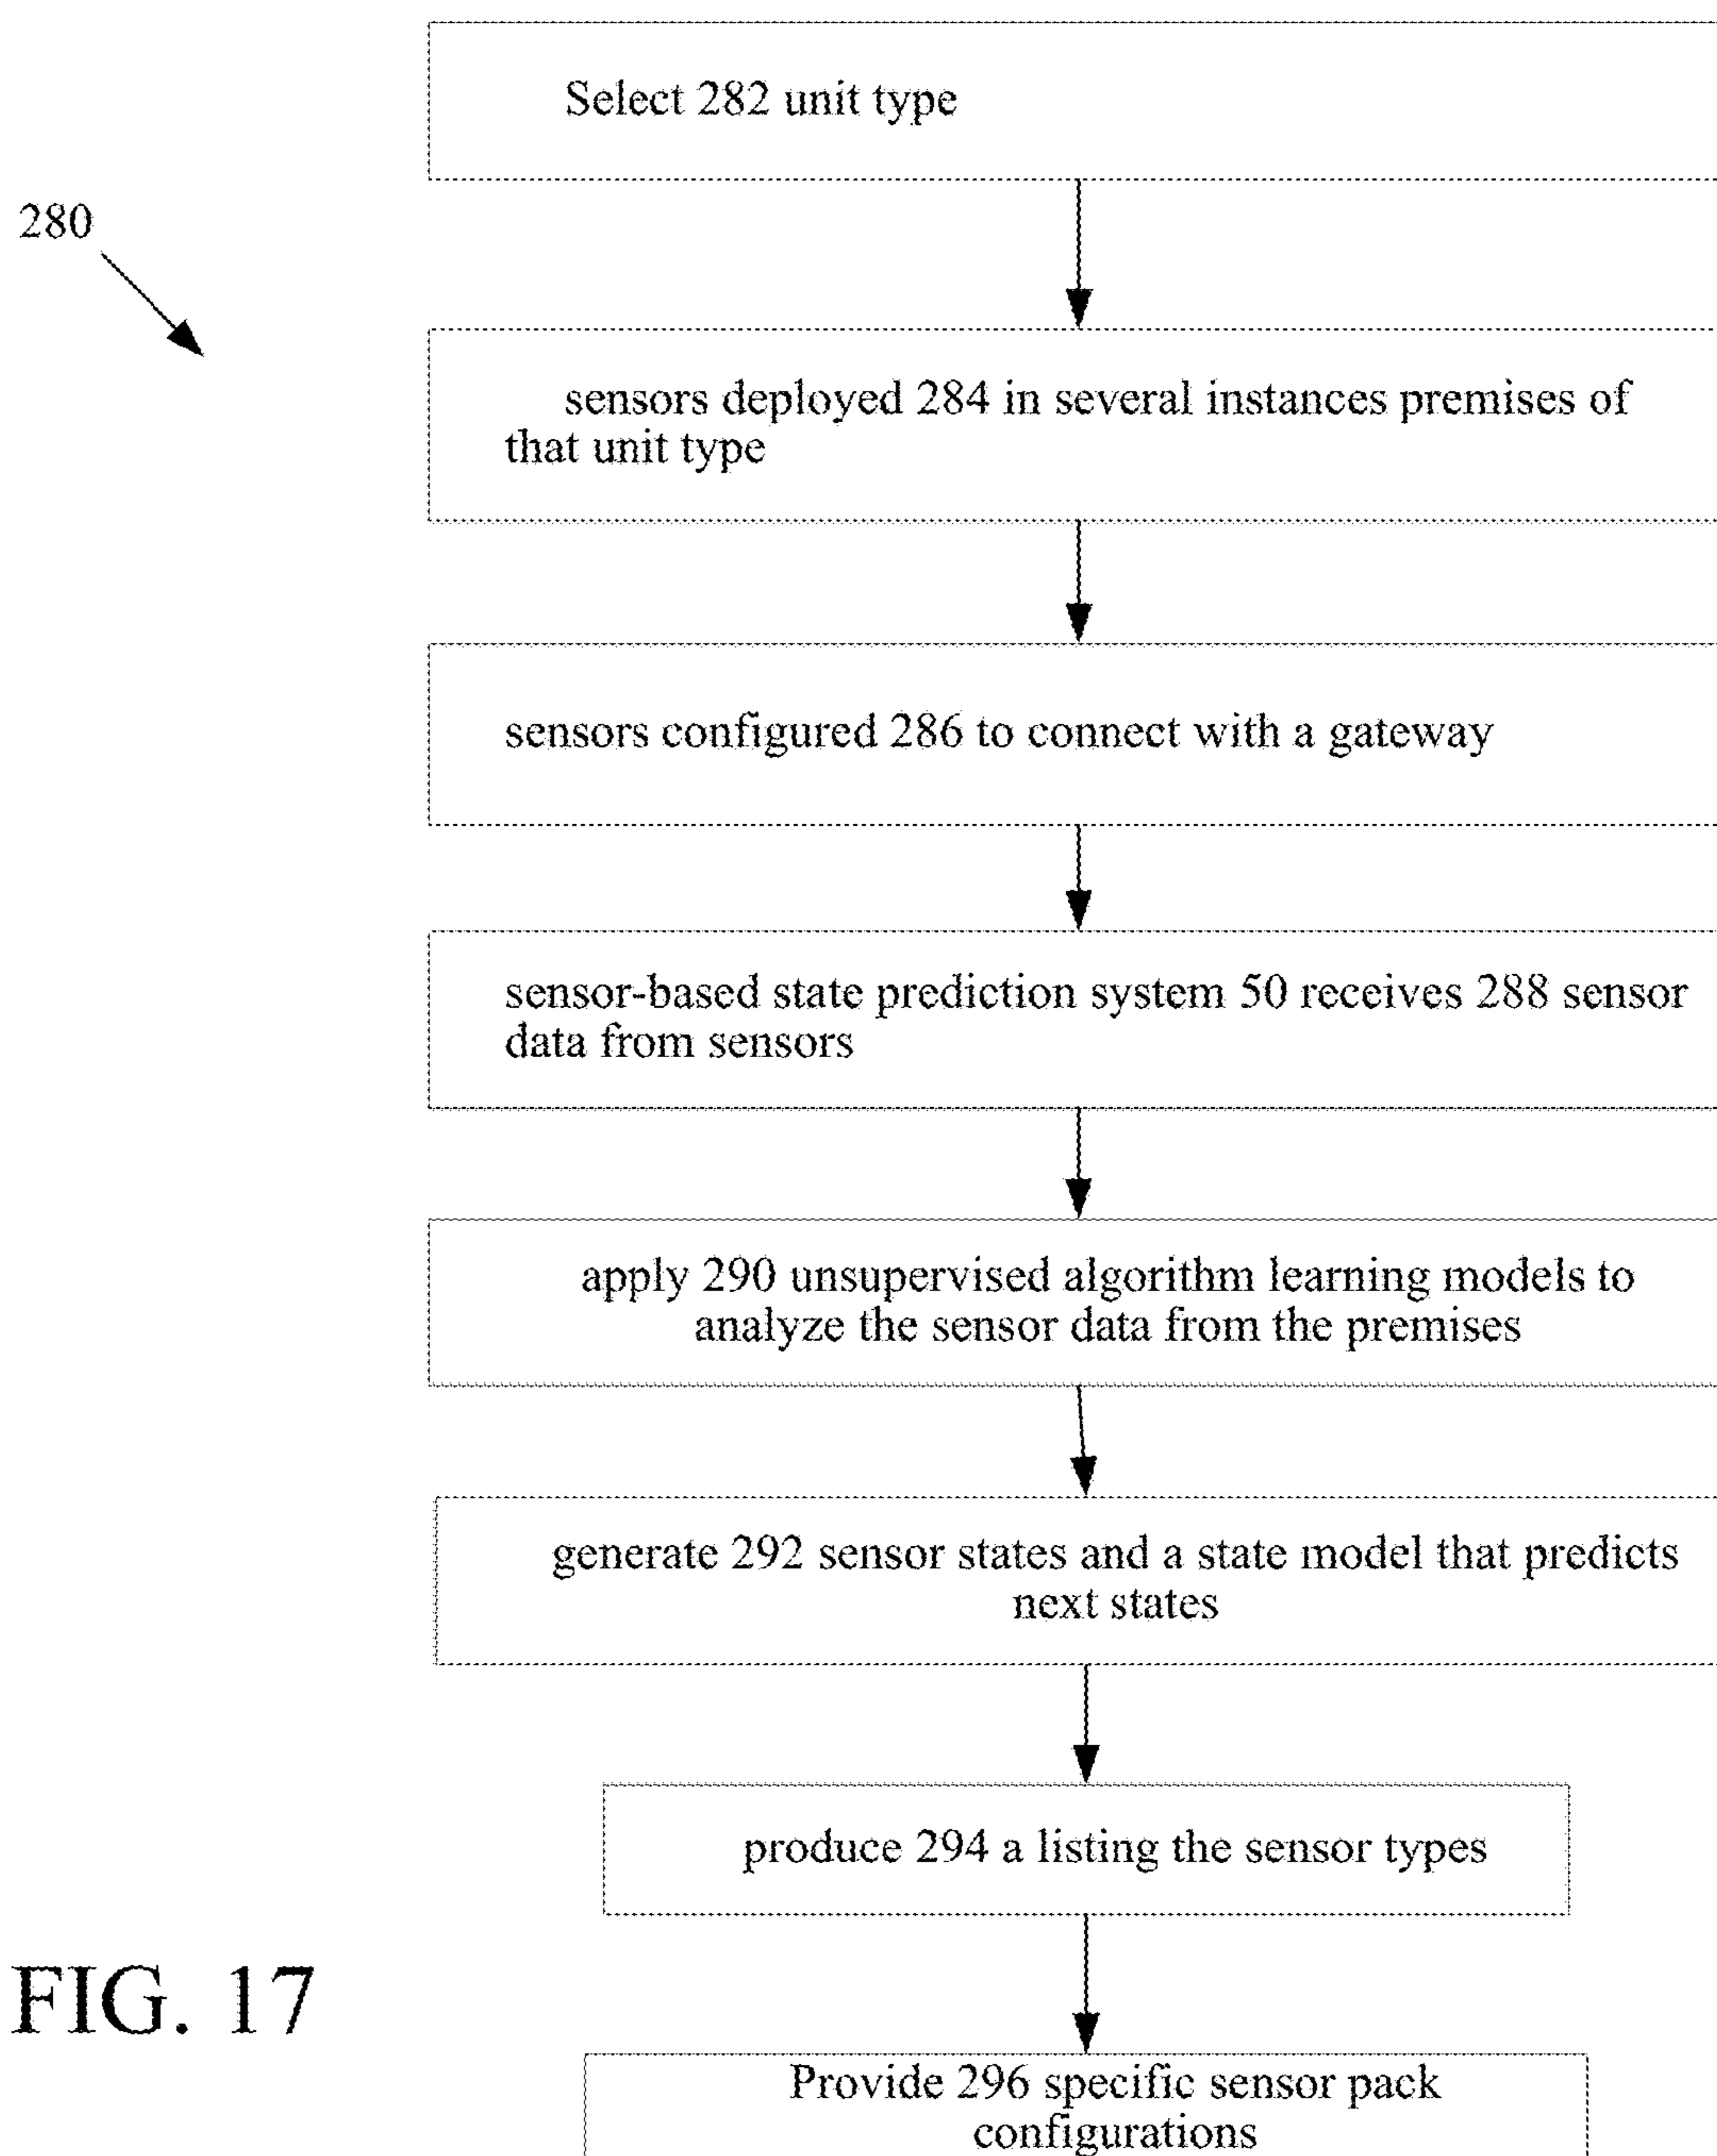 Select 282 unit type
280
sensors deployed 284 in several instances premises of
that unit type
sensors configured 286 to connect with a gateway
sensor-based state prediction system 50 receives 288 sensor
data from sensors
apply 290 unsupervised algorithm learning models to
analyze the sensor data from the premises
generate 292 sensor states and a state model that predicts
next states
produce 294 a listing the sensor types
FIG. 17
Provide 296 specific sensor pack
configurations